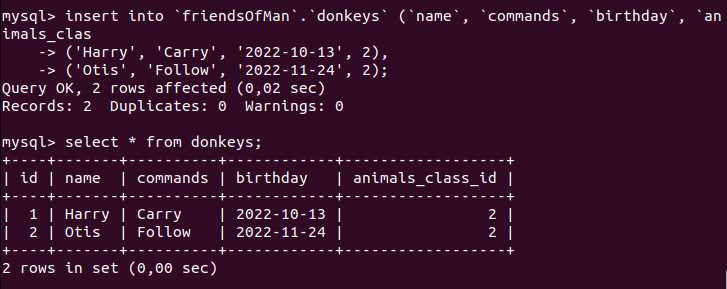 mysql> insert into `friendsOfMan`.`donkeys` (`name`, `commands`, `birthday`, `an
imals_clas
    -> ('Harry', 'Carry', '2022-10-13', 2),
    -> ('Otis', 'Follow', '2022-11-24', 2);
Query OK, 2 rows affected (0,02 sec)
Records: 2  Duplicates: 0  Warnings: 0

mysql> select * from donkeys;
+----+-------+----------+------------+------------------+
| id | name  | commands | birthday   | animals_class_id |
+----+-------+----------+------------+------------------+
|  1 | Harry | Carry    | 2022-10-13 |                2 |
|  2 | Otis  | Follow   | 2022-11-24 |                2 |
+----+-------+----------+------------+------------------+
2 rows in set (0,00 sec)